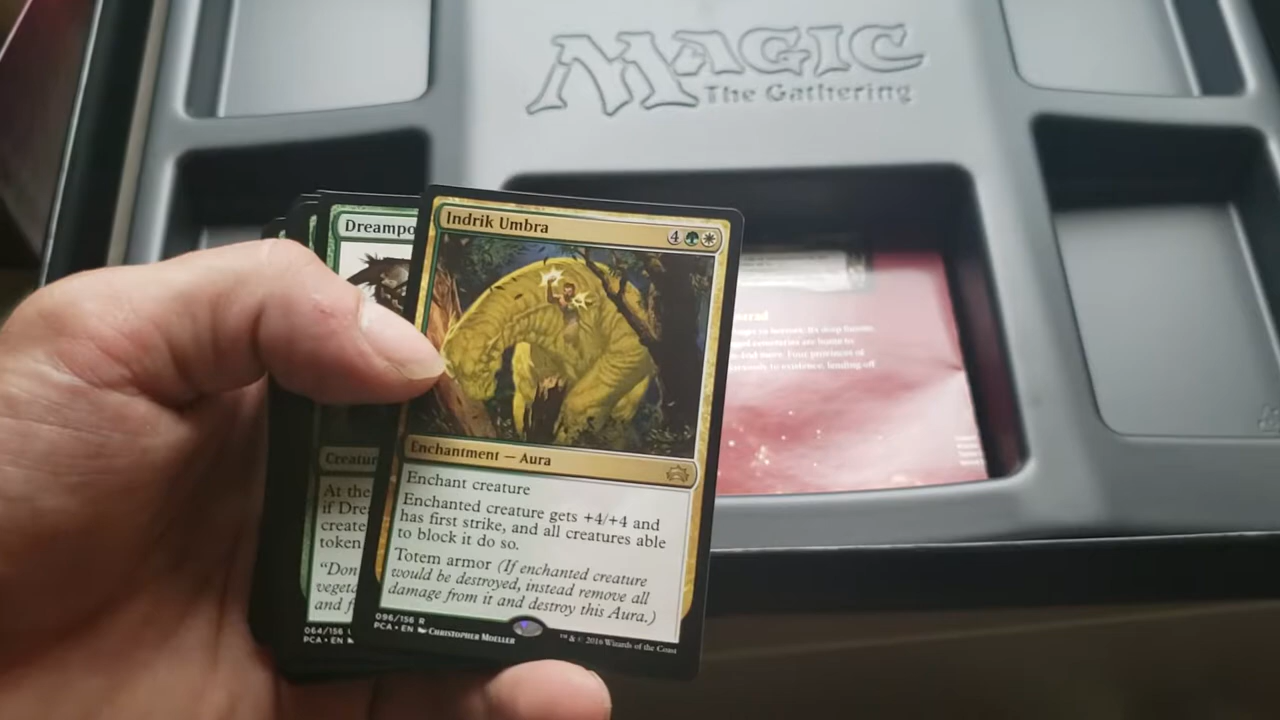 MAGIC
The Gathering
Dreampo
Indrik Umbra
4
Enchantment — Aura
Enchant creature
Enchanted creature gets +4/+4 and
has first strike, and all creatures able
to block it do so.
Totem armor (If enchanted creature
would be destroyed, instead remove all
damage from it and destroy this Aura.)
096/156 R
PCA • EN Christopher Moeller
™ & © 2016 Wizards of the Coast
Creatur
At the
if Dre
create
token
"Don
veget
and f
064/156
PCA • EN